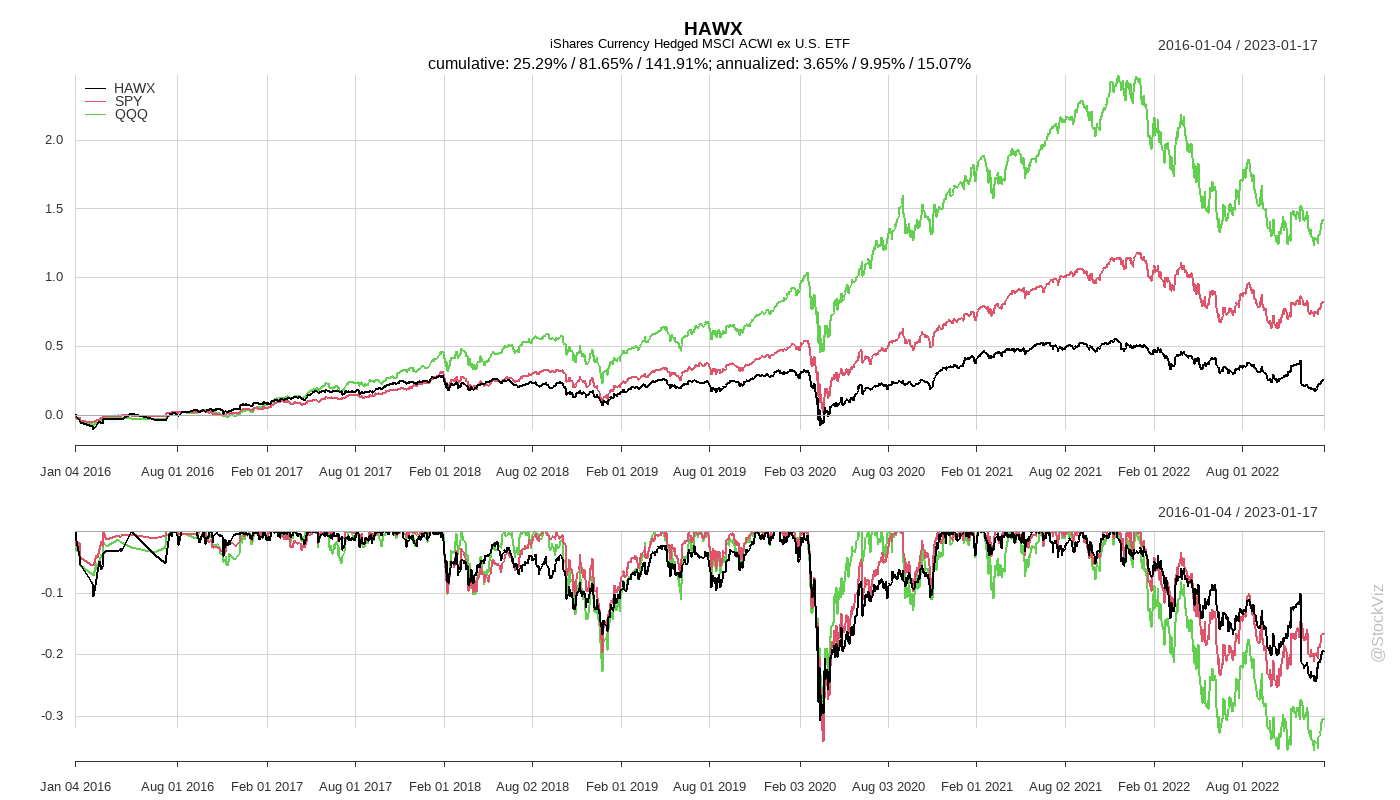 HAWX
iShares Currency Hedged MSCI ACWI ex U.S. ETF
2016-01-04 / 2023-01-17
cumulative: 25.29% / 81.65% / 141.91%; annualized: 3.65% / 9.95% / 15.07%
HAWX
SPY
QQQ
2.0
1.5
1.0
0.5
0.0
Jan 04 2016 Aug 01 2016 Feb 01 2017 Aug 01 2017 Feb 01 2018 Aug 02 2018 Feb 01 2019 Aug 01 2019 Feb 03 2020 Aug 03 2020 Feb 01 2021 Aug 02 2021 Feb 01 2022 Aug 01 2022
2016-01-04 / 2023-01-17
-0.1
-0.2
-0.3
Jan 04 2016 Aug 01 2016 Feb 01 2017 Aug 01 2017 Feb 01 2018 Aug 02 2018 Feb 01 2019 Aug 01 2019 Feb 03 2020 Aug 03 2020 Feb 01 2021 Aug 02 2021 Feb 01 2022 Aug 01 2022
@StockViz